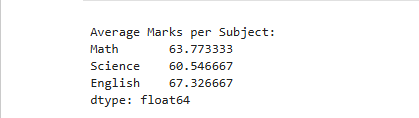 Average Marks per Subject:
Math       63.773333
Science    60.546667
English    67.326667
dtype: float64